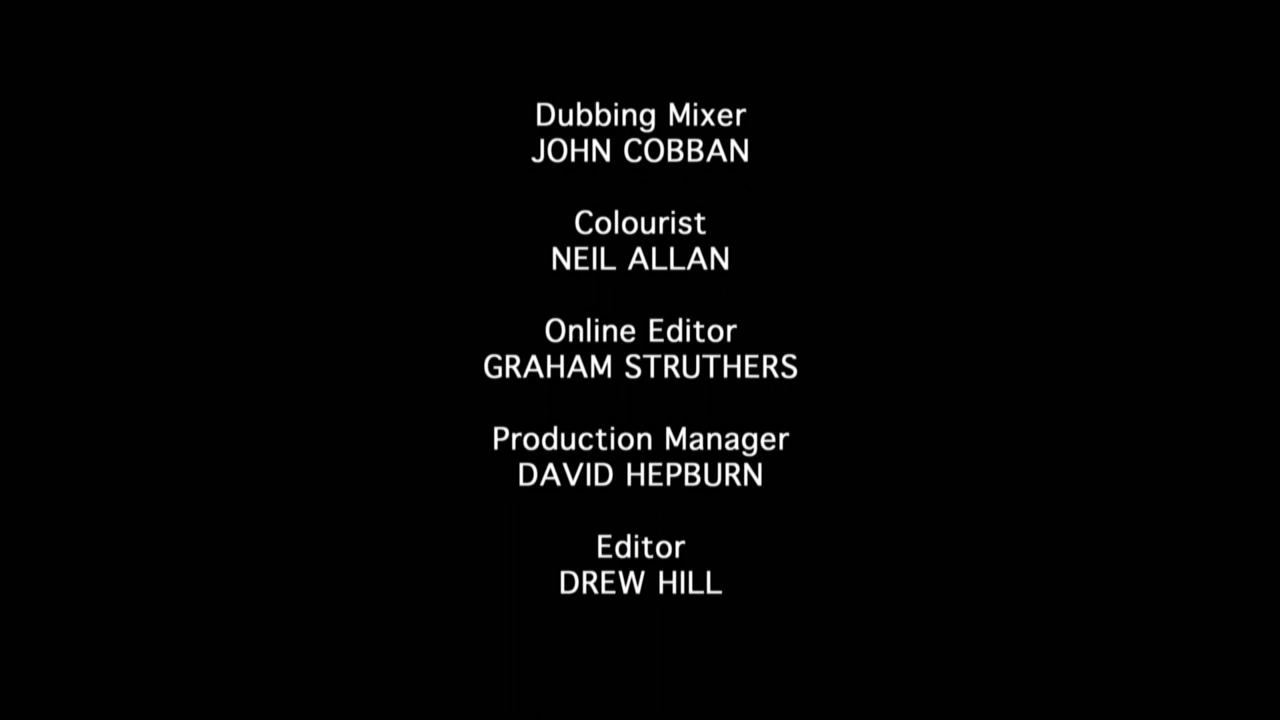 Dubbing Mixer
JOHN COBBAN
Colourist
NEIL ALLAN
Online Editor
GRAHAM STRUTHERS
Production Manager
DAVID HEPBURN
Editor
DREW HILL